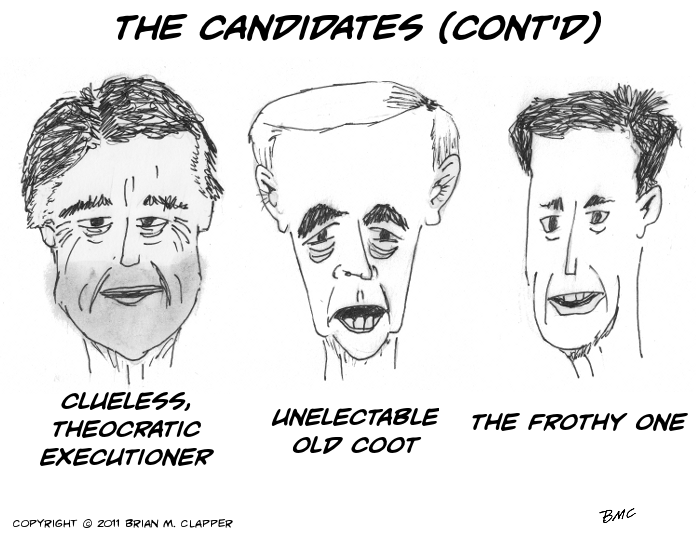 THE CANDIDATES (CONT'D)
CLUELESS,
THEOCRATIC
EXECUTIONER
UNELECTABLE
OLD COOT
THE FROTHY ONE
BMC
COPYRIGHT © 2011 BRIAN M. CLAPPER